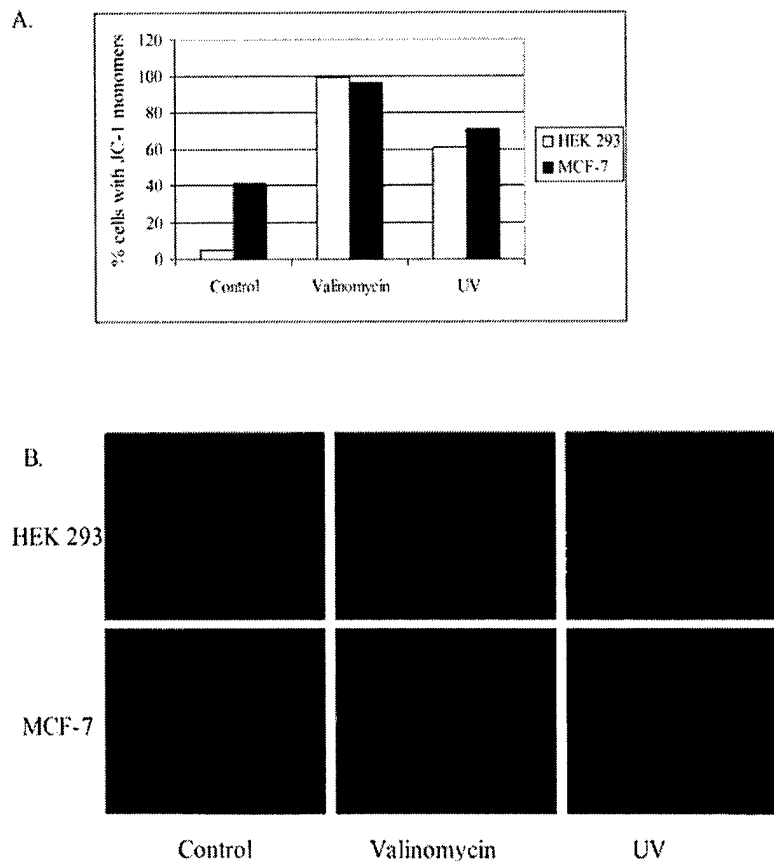 A.
% cells with JC-1 monomers
120
100
80
60
40
20
0
Control Valinomycin UV
HEK 293
MCF-7
B.
HEK 293
MCF-7
Control Valinomycin UV